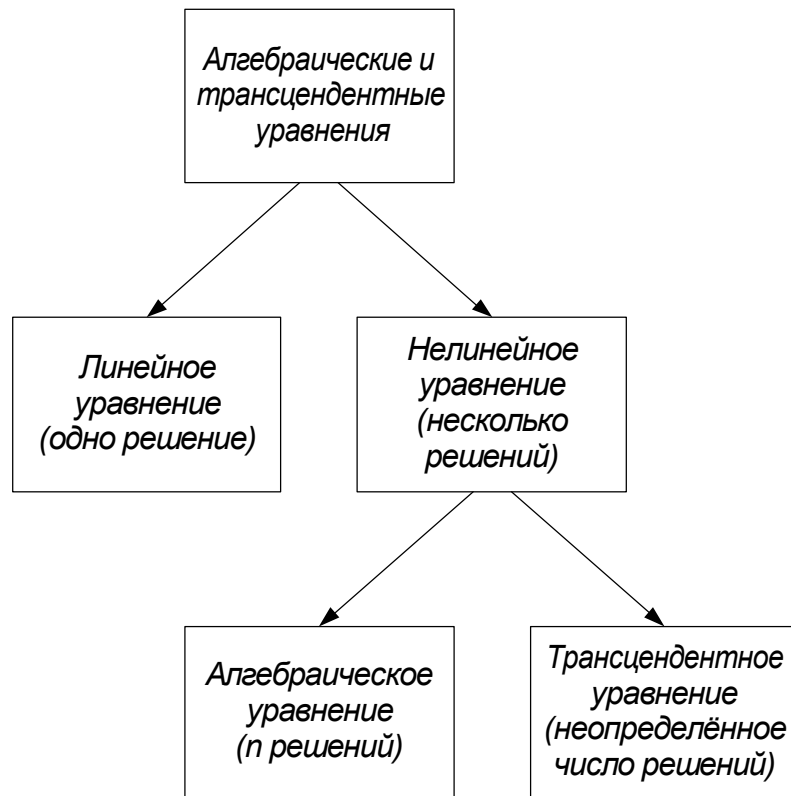 Алгебраические и
трансцендентные
уравнения
Линейное
уравнение
(одно решение)
Нелинейное
уравнение
(несколько
решений)
Алгебраическое
уравнение
(n решений)
Трансцендентное
уравнение
(неопределённое
число решений)